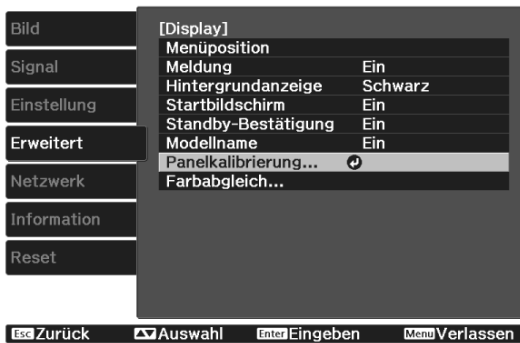 Bild
Signal
Einstellung
Erweitert
Netzwerk
Information
Reset
[Display]
Menüposition
Meldung Ein
Hintergrundanzeige Schwarz
Startbildschirm Ein
Standby-Bestätigung Ein
Modellname Ein
Panelkalibrierung...
Farbabgleich...
Esc Zurück Auswahl Enter Eingeben Menu Verlassen